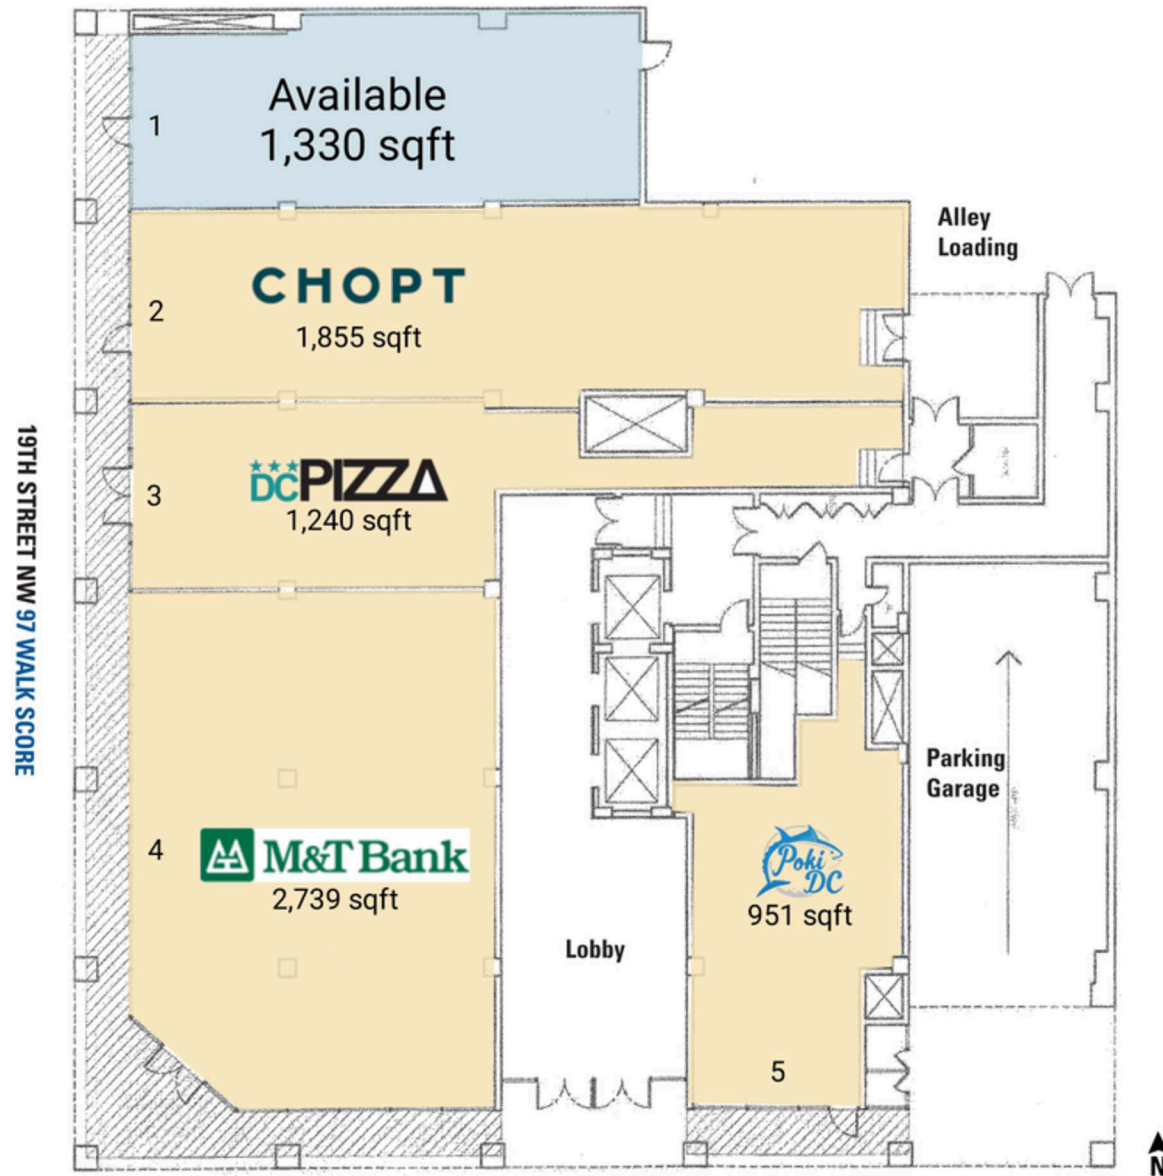 1
Available
1,330 sqft
Alley
Loading
2
CHOPT
1,855 sqft
3
DC PIZZA
1,240 sqft
19TH STREET NW 97 WALK SCORE
4
M&T Bank
2,739 sqft
Parking
Garage
Poki
DC
951 sqft
Lobby
5
N